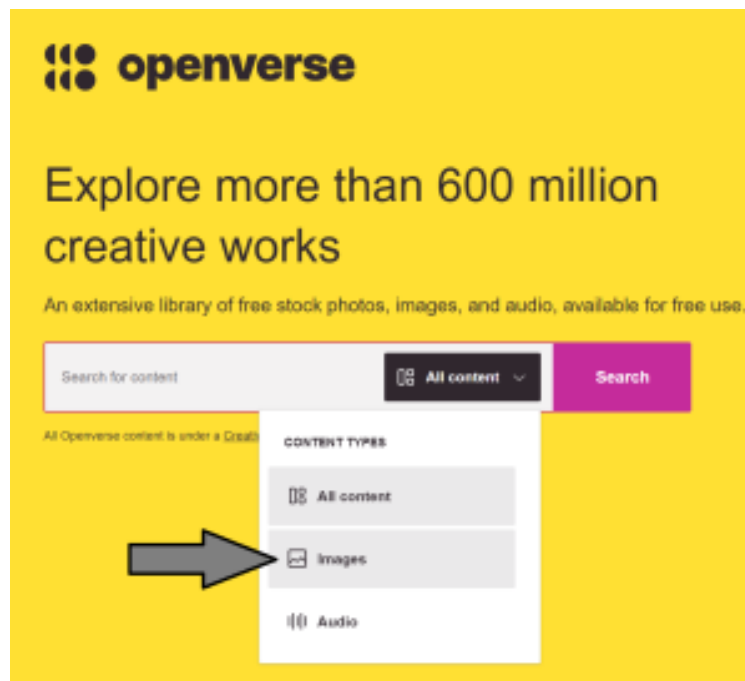 openverse
Explore more than 600 million
creative works
An extensive library of free stock photos, images, and audio, available for free use.
Search for content
All content
Search
All Openverse content is under a Creati
CONTENT TYPES
All content
Images
Audio